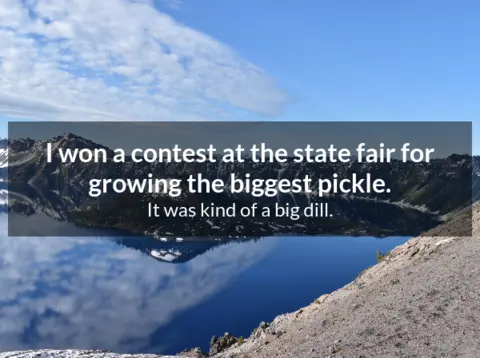 I won a contest at the state fair for
growing the biggest pickle.
It was kind of a big dill.